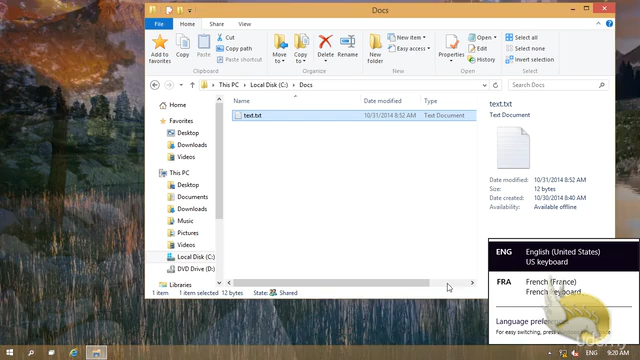 Docs
File
Home
Share
View
Add to favorites
Copy
Paste
Cut
Copy path
Paste shortcut
Clipboard
Move to
Copy to
Delete
Rename
Organize
New folder
New item
Easy access
New
Properties
Open
Edit
History
Open
Select all
Select none
Invert selection
Select
This PC
Local Disk (C:)
Docs
Search Docs
Home
Favorites
Desktop
Downloads
Videos
This PC
Desktop
Documents
Downloads
Music
Pictures
Videos
Local Disk (C:)
DVD Drive (D:)
Libraries
Name
Date modified
Type
text.txt
10/31/2014 8:52 AM
Text Document
text.txt
Text Document
Date modified: 10/31/2014 8:52 AM
Size: 12 bytes
Date created: 10/30/2014 8:40 AM
Availability: Available offline
1 item
1 item selected 12 bytes
State: Shared
ENG
English (United States)
US keyboard
FRA
French (France)
French keyboard
Language
For easy switching, press
ENG
9:20 AM